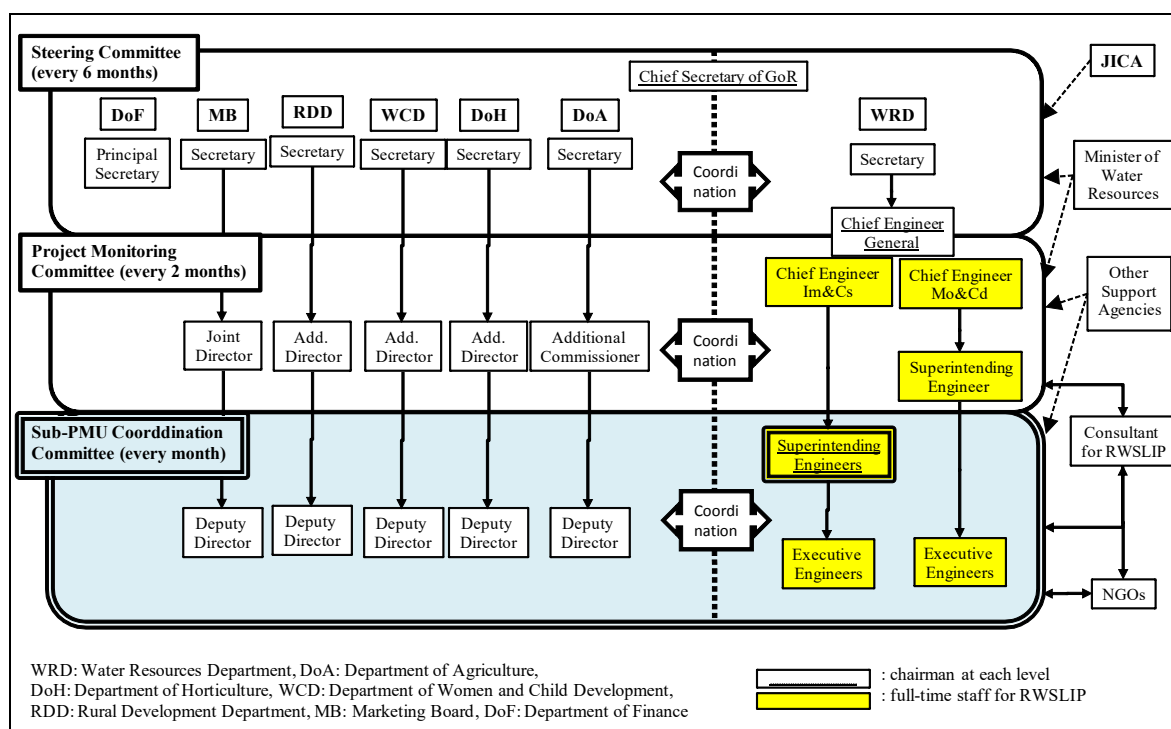 Steering Committee
(every 6 months)
Chief Secretary of GoR
JICA
DoF
MB
RDD
WCD
DoH
DoA
WRD
Principal
Secretary
Secretary
Secretary
Secretary
Secretary
Secretary
Secretary
Coordi
nation
Minister of
Water
Resources
Chief Engineer
General
Project Monitoring
Committee (every 2 months)
Chief Engineer
Im&Cs
Chief Engineer
Mo&Cd
Other
Support
Agencies
Joint
Director
Add.
Director
Add.
Director
Add.
Director
Additional
Commissioner
Coordi
nation
Superintending
Engineer
Sub-PMU Coorddination
Committee (every month)
Superintending
Engineers
Consultant
for RWSLIP
Deputy
Director
Deputy
Director
Deputy
Director
Deputy
Director
Deputy
Director
Coordi
nation
Executive
Engineers
Executive
Engineers
NGOs
WRD: Water Resources Department, DoA: Department of Agriculture,
DoH: Department of Horticulture, WCD: Department of Women and Child Development,
RDD: Rural Development Department, MB: Marketing Board, DoF: Department of Finance
: chairman at each level
: full-time staff for RWSLIP